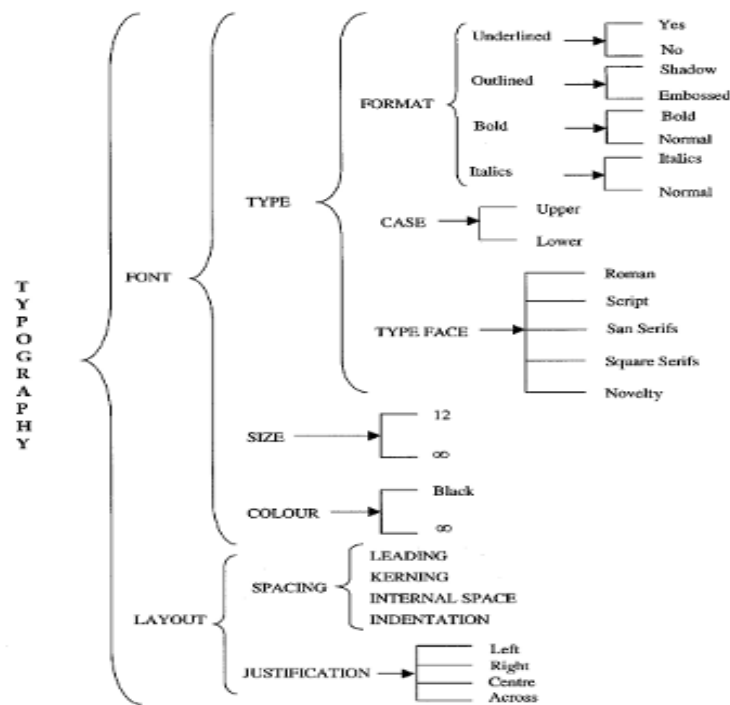 TYPOGRAPHY
FONT
TYPE
FORMAT
Underlined
Yes
No
Outlined
Shadow
Embossed
Bold
Bold
Normal
Italics
Italics
Normal
CASE
Upper
Lower
TYPE FACE
Roman
Script
San Serifs
Square Serifs
Novelty
SIZE
12
∞
COLOUR
Black
∞
LAYOUT
SPACING
LEADING
KERNING
INTERNAL SPACE
INDENTATION
JUSTIFICATION
Left
Right
Centre
Across